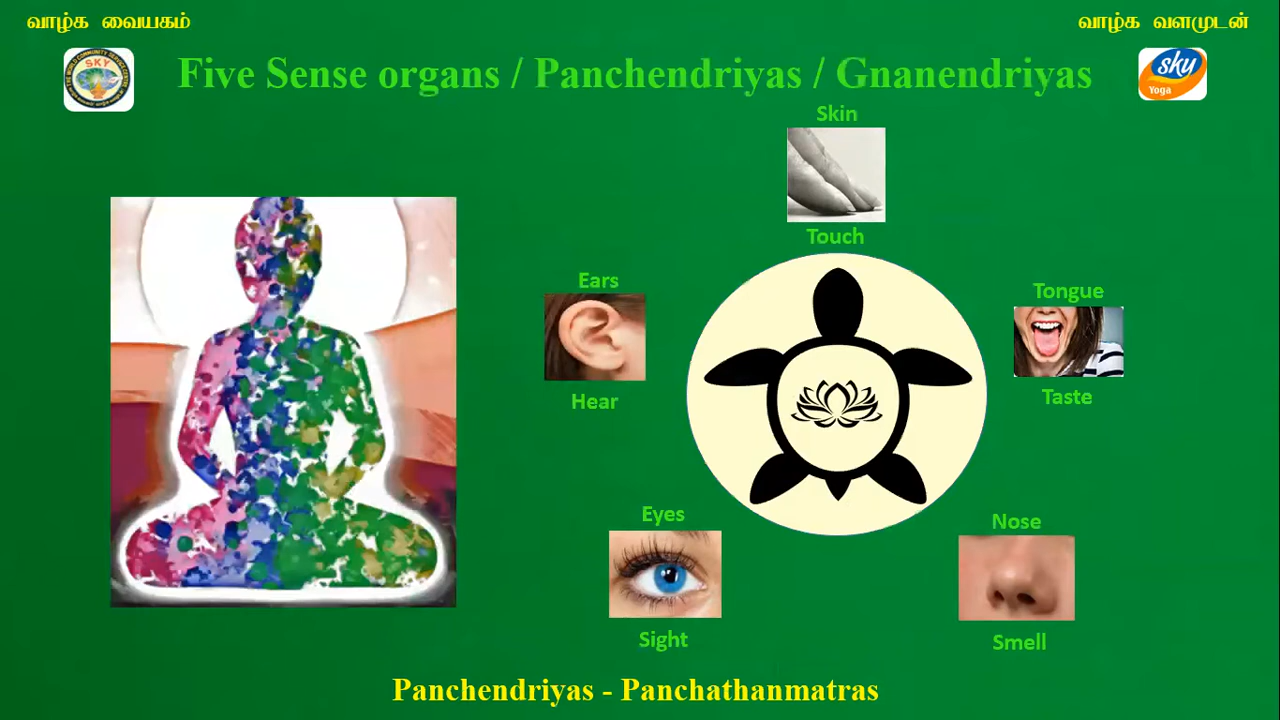 வாழ்க வையகம்
வாழ்க வளமுடன்
SKY
sky
Yoga
Five Sense organs / Panchendriyas / Gnanendriyas
Skin
Touch
Ears
Hear
Tongue
Taste
Eyes
Sight
Nose
Smell
Panchendriyas - Panchathanmatras